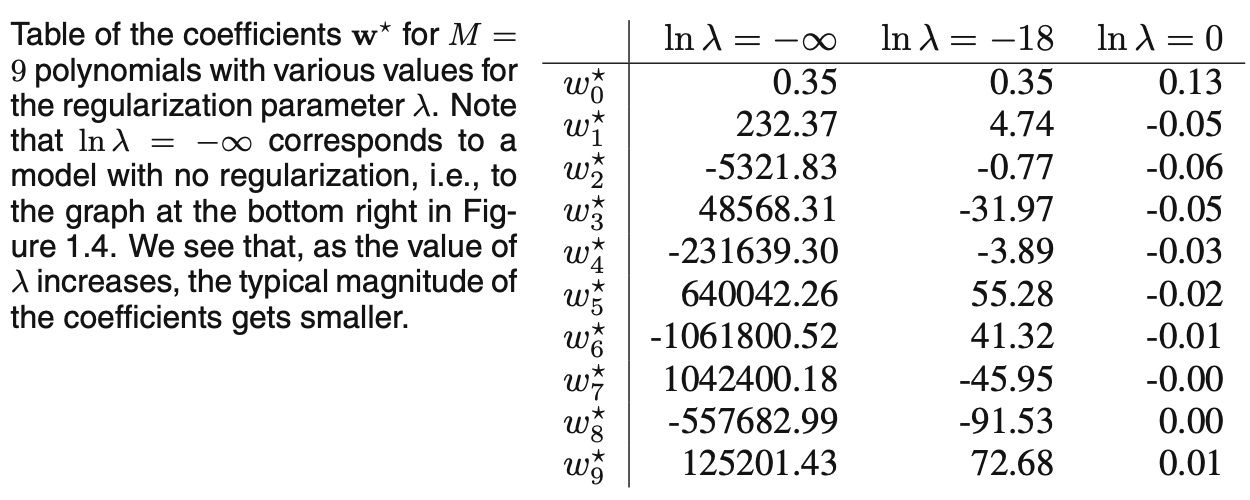 Table of the coefficients w⋆ for M =
9 polynomials with various values for
the regularization parameter λ. Note
that ln λ = −∞ corresponds to a
model with no regularization, i.e., to
the graph at the bottom right in Fig-
ure 1.4. We see that, as the value of
λ increases, the typical magnitude of
the coefficients gets smaller.
ln λ = −∞ ln λ = −18 ln λ = 0
w⋆0 0.35 0.35 0.13
w⋆1 232.37 4.74 -0.05
w⋆2 -5321.83 -0.77 -0.06
w⋆3 48568.31 -31.97 -0.05
w⋆4 -231639.30 -3.89 -0.03
w⋆5 640042.26 55.28 -0.02
w⋆6 -1061800.52 41.32 -0.01
w⋆7 1042400.18 -45.95 -0.00
w⋆8 -557682.99 -91.53 0.00
w⋆9 125201.43 72.68 0.01